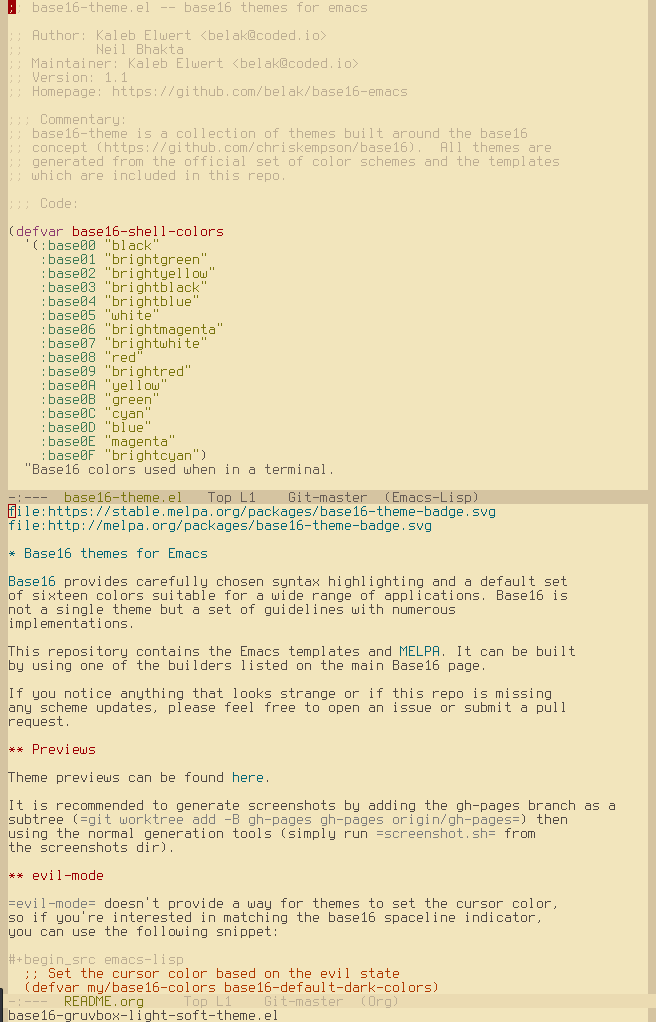 ;; base16-theme.el -- base16 themes for emacs
;; Author: Kaleb Elwert <belak@coded.io>
;;         Neil Bhakta
;; Maintainer: Kaleb Elwert <belak@coded.io>
;; Version: 1.1
;; Homepage: https://github.com/belak/base16-emacs
;;; Commentary:
;; base16-theme is a collection of themes built around the base16
;; concept (https://github.com/chriskempson/base16).  All themes are
;; generated from the official set of color schemes and the templates
;; which are included in this repo.
;;; Code:
(defvar base16-shell-colors
  '(:base00 "black"
    :base01 "brightgreen"
    :base02 "brightyellow"
    :base03 "brightblack"
    :base04 "brightblue"
    :base05 "white"
    :base06 "brightmagenta"
    :base07 "brightwhite"
    :base08 "red"
    :base09 "brightred"
    :base0A "yellow"
    :base0B "green"
    :base0C "cyan"
    :base0D "blue"
    :base0E "magenta"
    :base0F "brightcyan")
  "Base16 colors used when in a terminal.
-:---  base16-theme.el   Top L1    Git-master  (Emacs-Lisp)
file:https://stable.melpa.org/packages/base16-theme-badge.svg
file:http://melpa.org/packages/base16-theme-badge.svg
* Base16 themes for Emacs
Base16 provides carefully chosen syntax highlighting and a default set
of sixteen colors suitable for a wide range of applications. Base16 is
not a single theme but a set of guidelines with numerous
implementations.
This repository contains the Emacs templates and MELPA. It can be built
by using one of the builders listed on the main Base16 page.
If you notice anything that looks strange or if this repo is missing
any scheme updates, please feel free to open an issue or submit a pull
request.
** Previews
Theme previews can be found here.
It is recommended to generate screenshots by adding the gh-pages branch as a
subtree (=git worktree add -B gh-pages gh-pages origin/gh-pages=) then
using the normal generation tools (simply run =screenshot.sh= from
the screenshots dir).
** evil-mode
=evil-mode= doesn't provide a way for themes to set the cursor color,
so if you're interested in matching the base16 spaceline indicator,
you can use the following snippet:
#+begin_src emacs-lisp
  ;; Set the cursor color based on the evil state
  (defvar my/base16-colors base16-default-dark-colors)
-:---  README.org     Top L1    Git-master  (Org)
base16-gruvbox-light-soft-theme.el